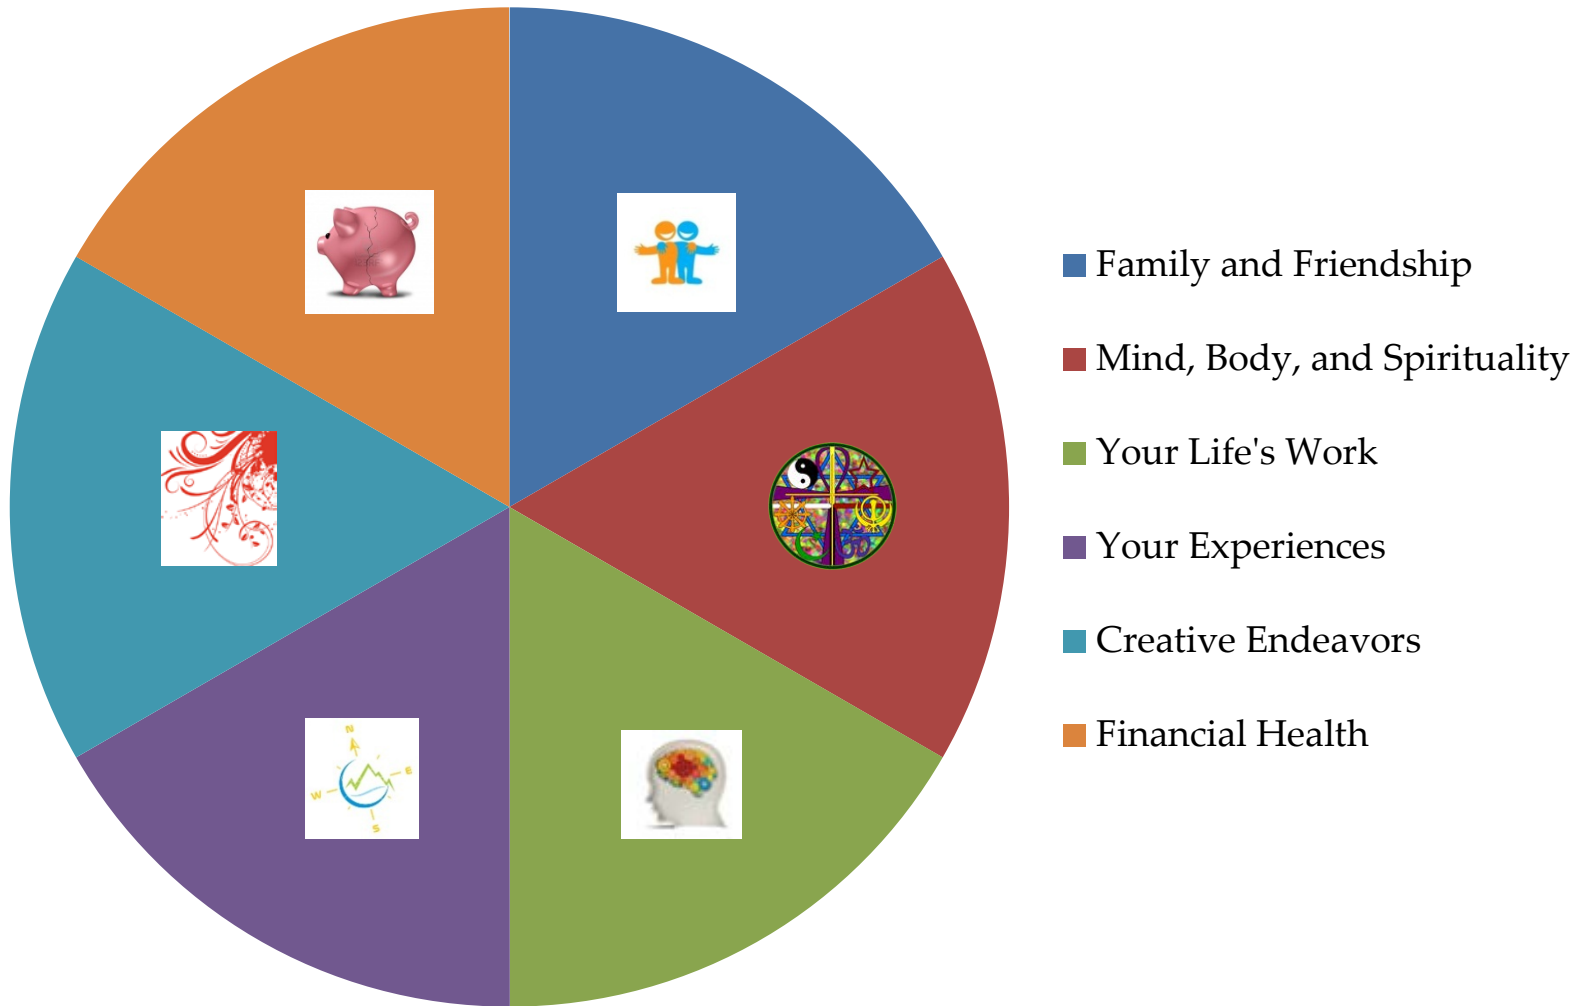 Family and Friendship
Mind, Body, and Spirituality
Your Life's Work
Your Experiences
Creative Endeavors
Financial Health
N
E
W
S